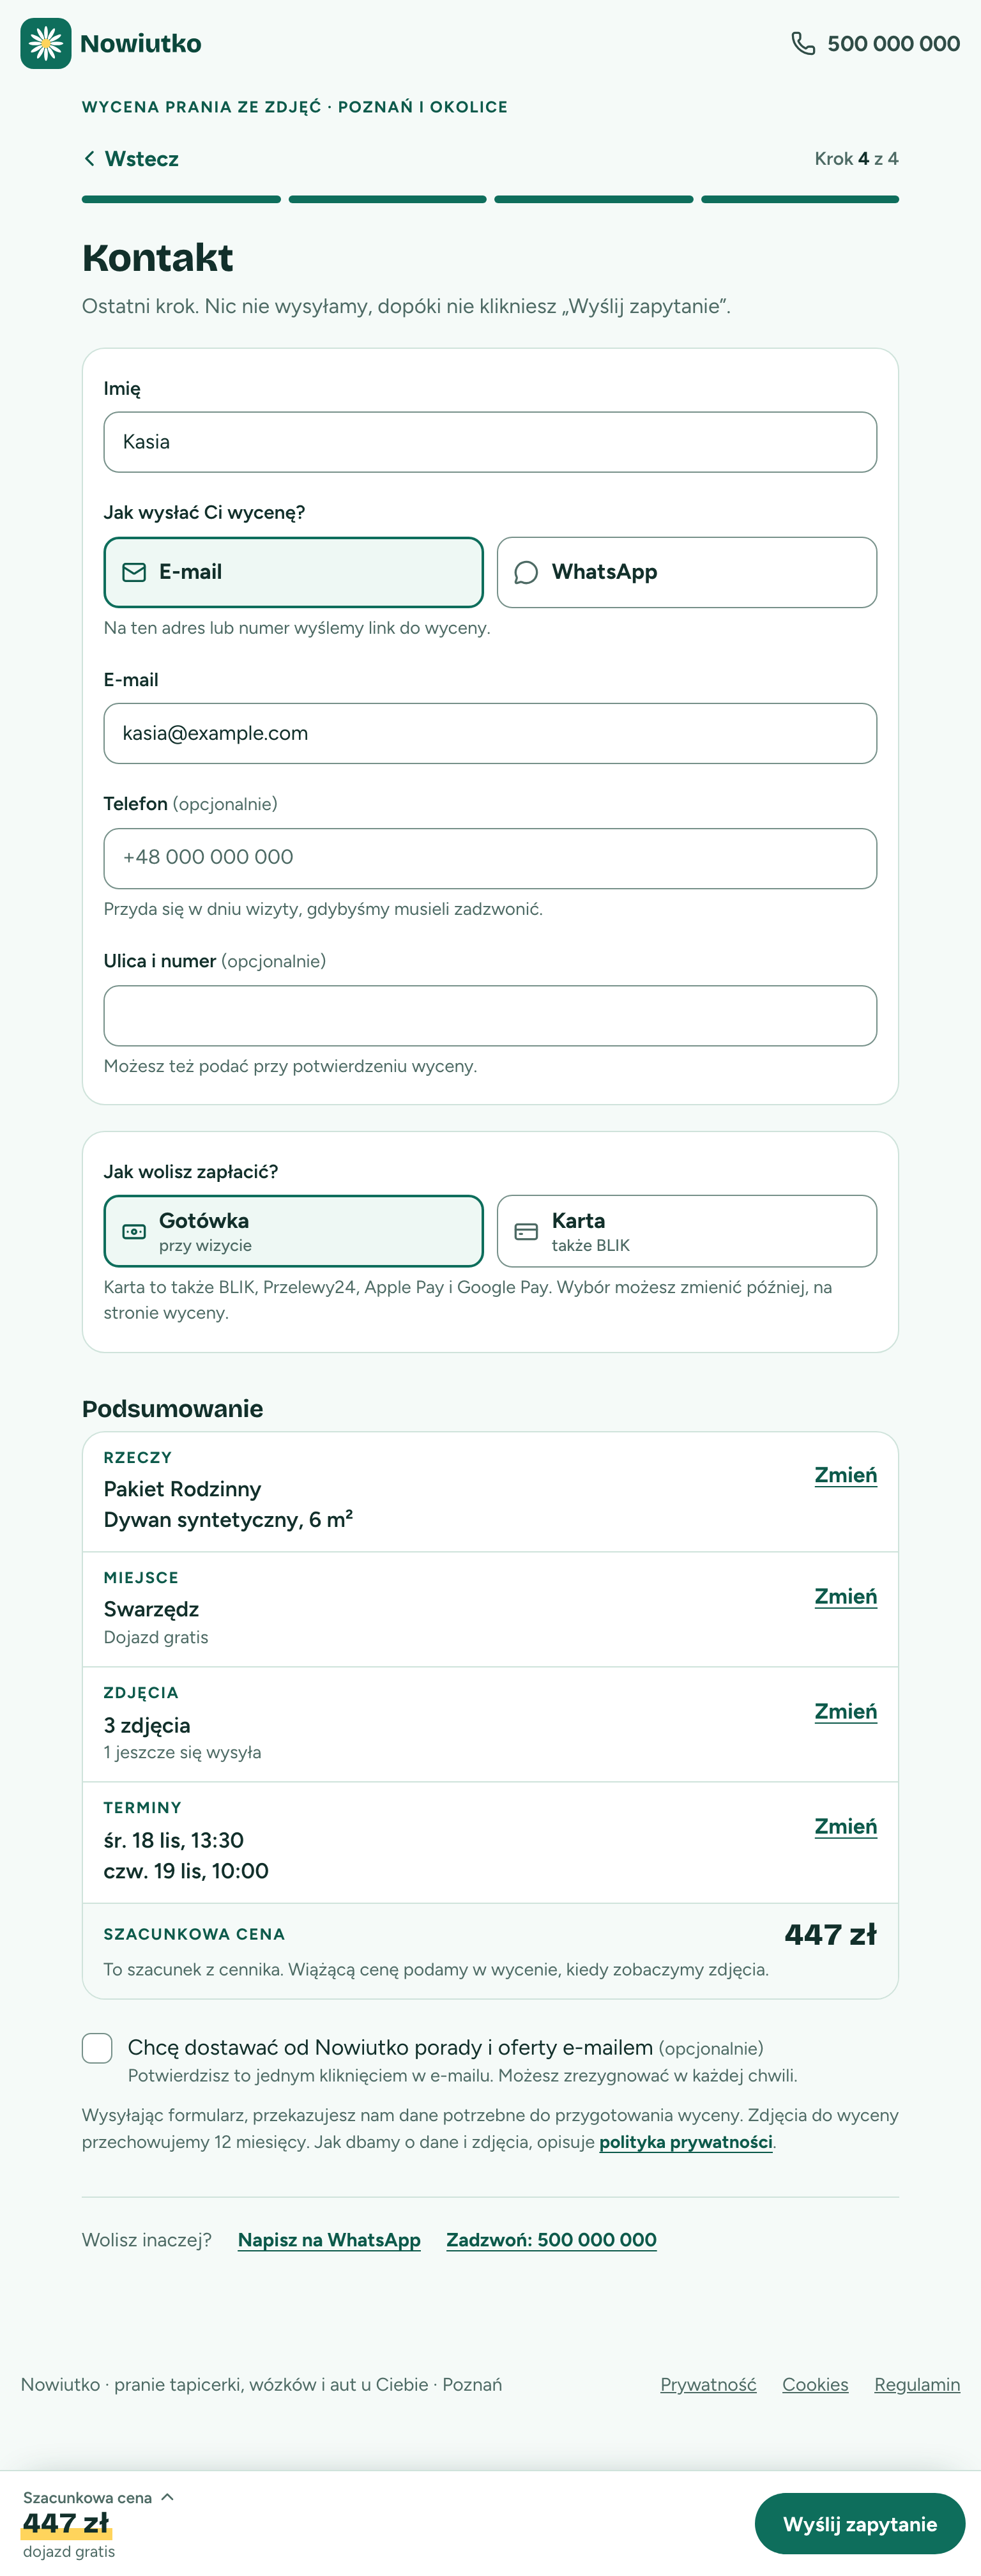 Nowiutko
500 000 000
WYCENA PRANIA ZE ZDJĘĆ · POZNAŃ I OKOLICE
Wstecz
Krok 4 z 4
Kontakt
Ostatni krok. Nic nie wysyłamy, dopóki nie klikniesz „Wyślij zapytanie”.
Imię
Kasia
Jak wysłać Ci wycenę?
E-mail
WhatsApp
Na ten adres lub numer wyślemy link do wyceny.
E-mail
kasia@example.com
Telefon (opcjonalnie)
+48 000 000 000
Przyda się w dniu wizyty, gdybyśmy musieli zadzwonić.
Ulica i numer (opcjonalnie)
Możesz też podać przy potwierdzeniu wyceny.
Jak wolisz zapłacić?
Gotówka
przy wizycie
Karta
także BLIK
Karta to także BLIK, Przelewy24, Apple Pay i Google Pay. Wybór możesz zmienić później, na
stronie wyceny.
Podsumowanie
RZECZY
Pakiet Rodzinny
Dywan syntetyczny, 6 m²
Zmień
MIEJSCE
Swarzędz
Dojazd gratis
Zmień
ZDJĘCIA
3 zdjęcia
1 jeszcze się wysyła
Zmień
TERMINY
śr. 18 lis, 13:30
czw. 19 lis, 10:00
Zmień
SZACUNKOWA CENA
447 zł
To szacunek z cennika. Wiążącą cenę podamy w wycenie, kiedy zobaczymy zdjęcia.
Chcę dostawać od Nowiutko porady i oferty e-mailem (opcjonalnie)
Potwierdzisz to jednym kliknięciem w e-mailu. Możesz zrezygnować w każdej chwili.
Wysyłając formularz, przekazujesz nam dane potrzebne do przygotowania wyceny. Zdjęcia do wyceny
przechowujemy 12 miesięcy. Jak dbamy o dane i zdjęcia, opisuje polityka prywatności.
Wolisz inaczej? Napisz na WhatsApp Zadzwoń: 500 000 000
Nowiutko · pranie tapicerki, wózków i aut u Ciebie · Poznań
Prywatność Cookies Regulamin
Szacunkowa cena
447 zł
dojazd gratis
Wyślij zapytanie